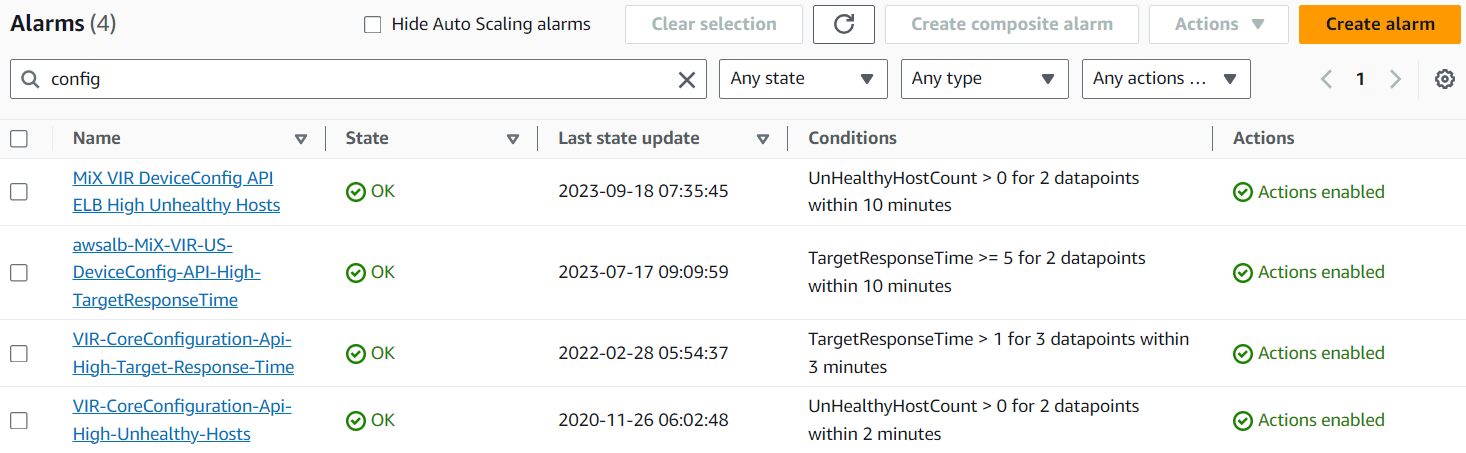 Alarms (4)
Hide Auto Scaling alarms
Clear selection
Create composite alarm
Actions
Create alarm
config
Any state
Any type
Any actions ...
1
Name
State
Last state update
Conditions
Actions
MiX VIR DeviceConfig API
ELB High Unhealthy Hosts
OK
2023-09-18 07:35:45
UnHealthyHostCount > 0 for 2 datapoints
within 10 minutes
Actions enabled
awsalb-MiX-VIR-US-
DeviceConfig-API-High-
TargetResponseTime
OK
2023-07-17 09:09:59
TargetResponseTime >= 5 for 2 datapoints
within 10 minutes
Actions enabled
VIR-CoreConfiguration-Api-
High-Target-Response-Time
OK
2022-02-28 05:54:37
TargetResponseTime > 1 for 3 datapoints within
3 minutes
Actions enabled
VIR-CoreConfiguration-Api-
High-Unhealthy-Hosts
OK
2020-11-26 06:02:48
UnHealthyHostCount > 0 for 2 datapoints
within 2 minutes
Actions enabled